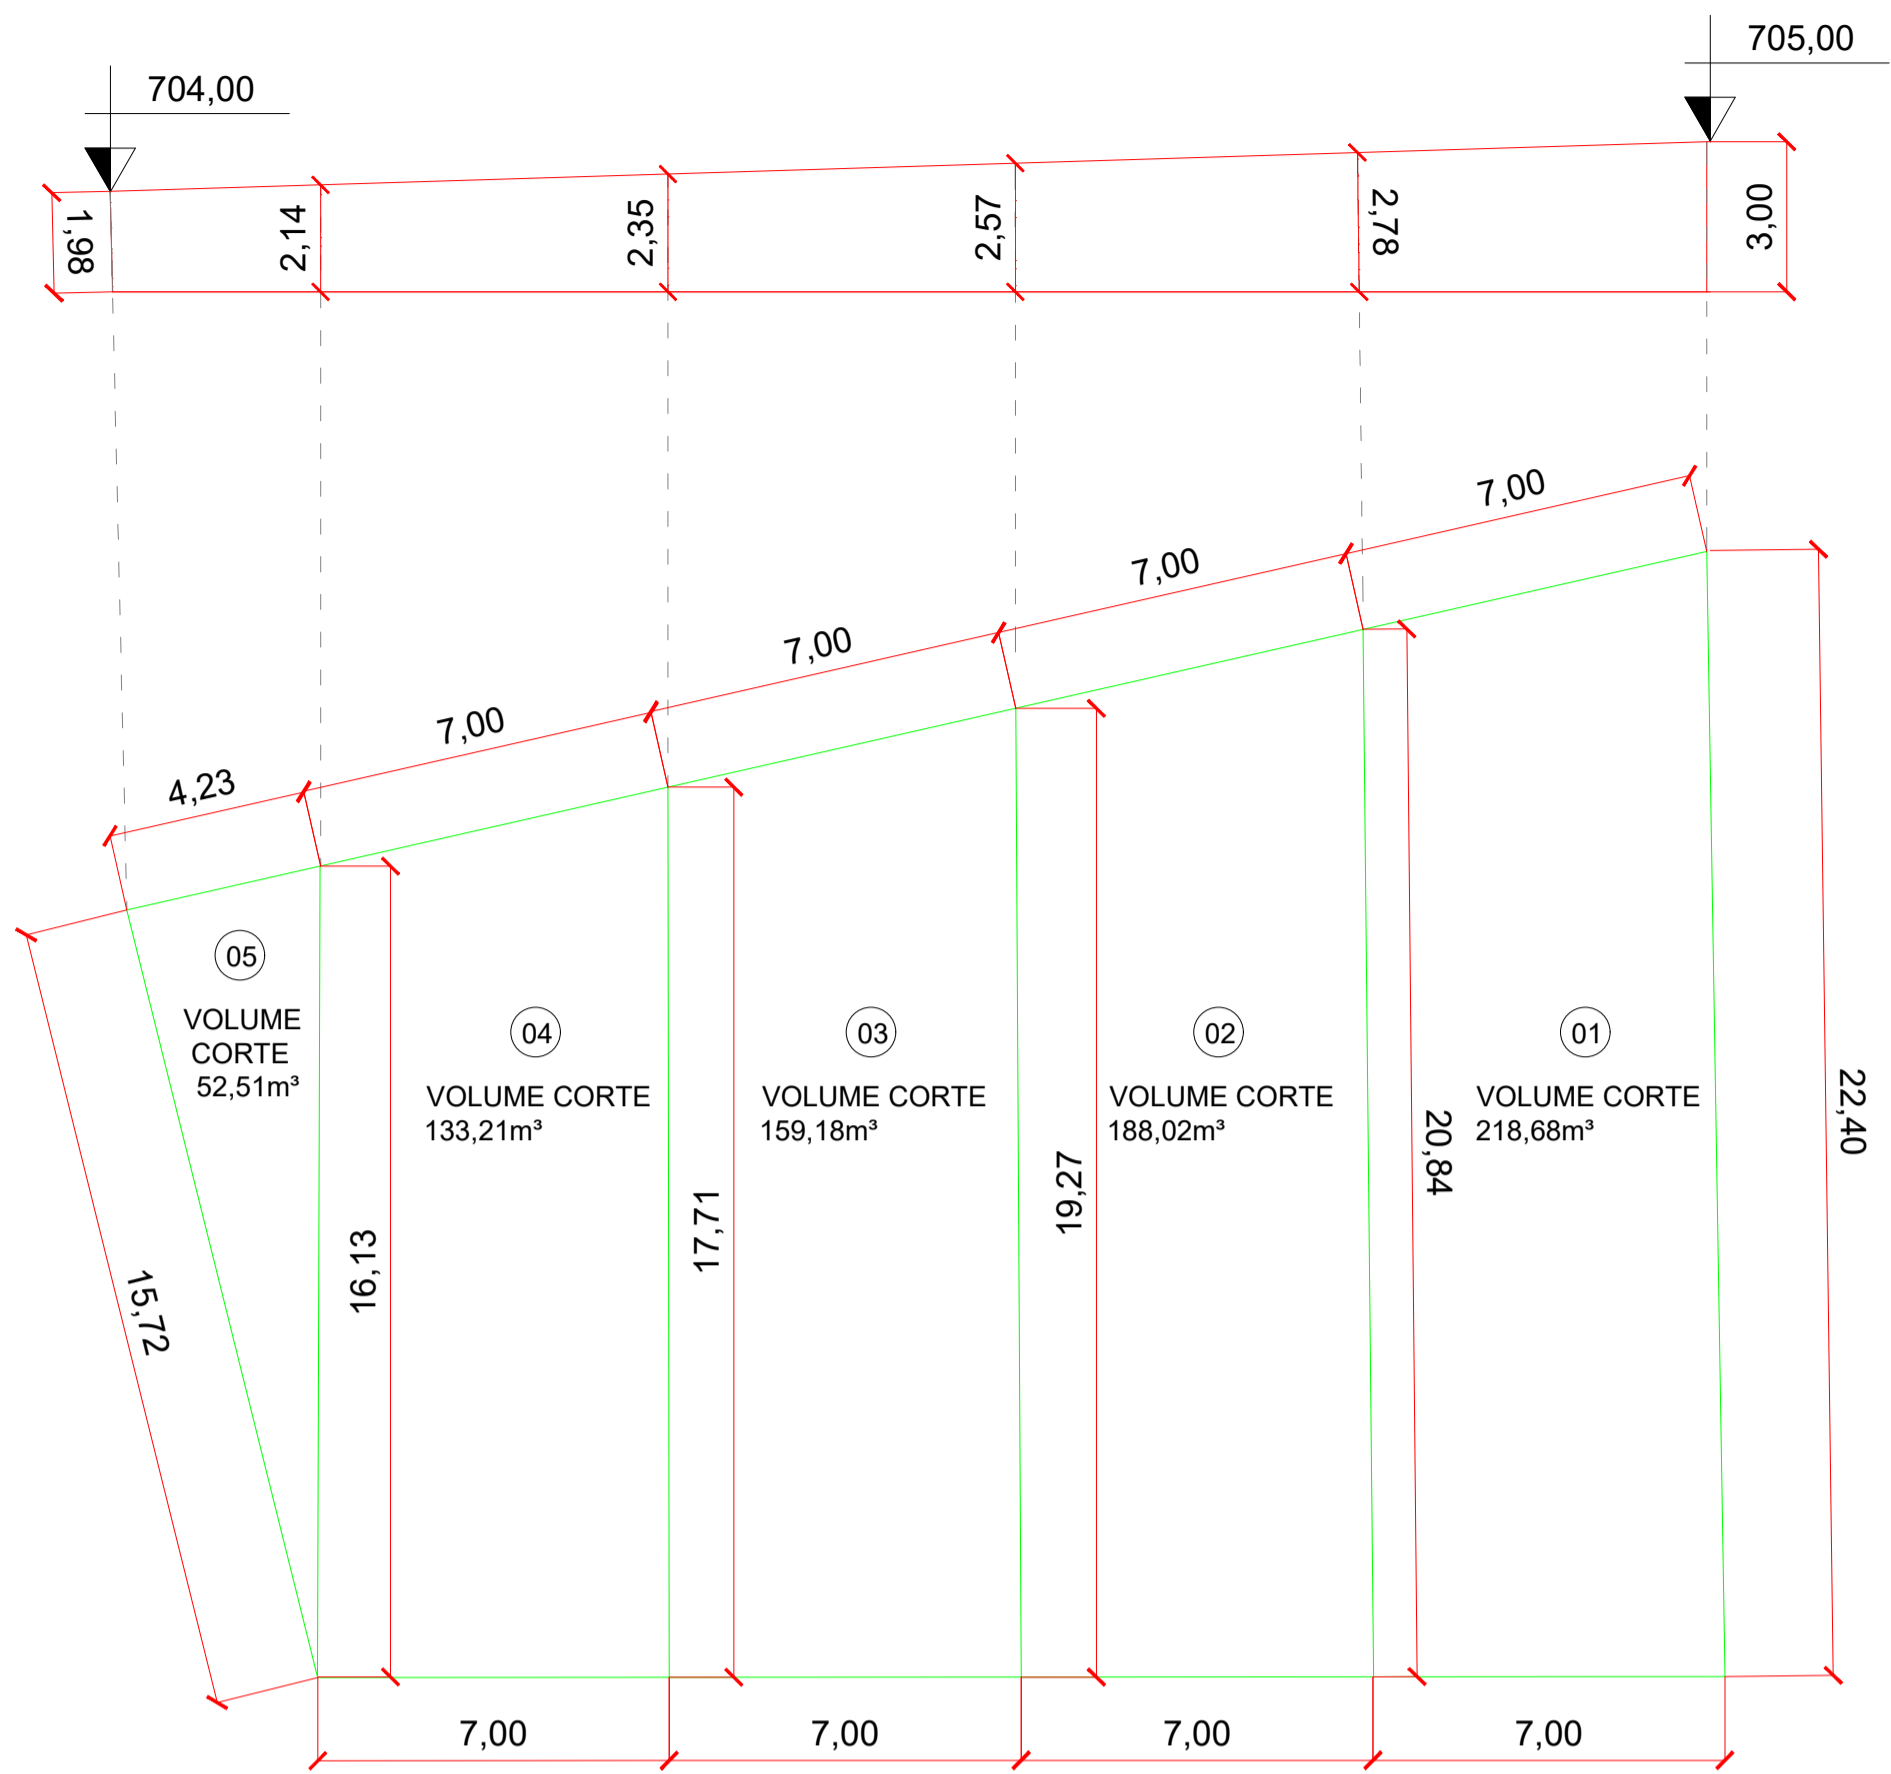 705,00
704,00
1,98
2,14
2,35
2,57
2,78
3,00
7,00
7,00
7,00
7,00
4,23
05
VOLUME
CORTE
52,51m³
04
VOLUME CORTE
133,21m³
03
VOLUME CORTE
159,18m³
02
VOLUME CORTE
188,02m³
01
VOLUME CORTE
218,68m³
15,72
16,13
17,71
19,27
20,84
22,40
7,00
7,00
7,00
7,00